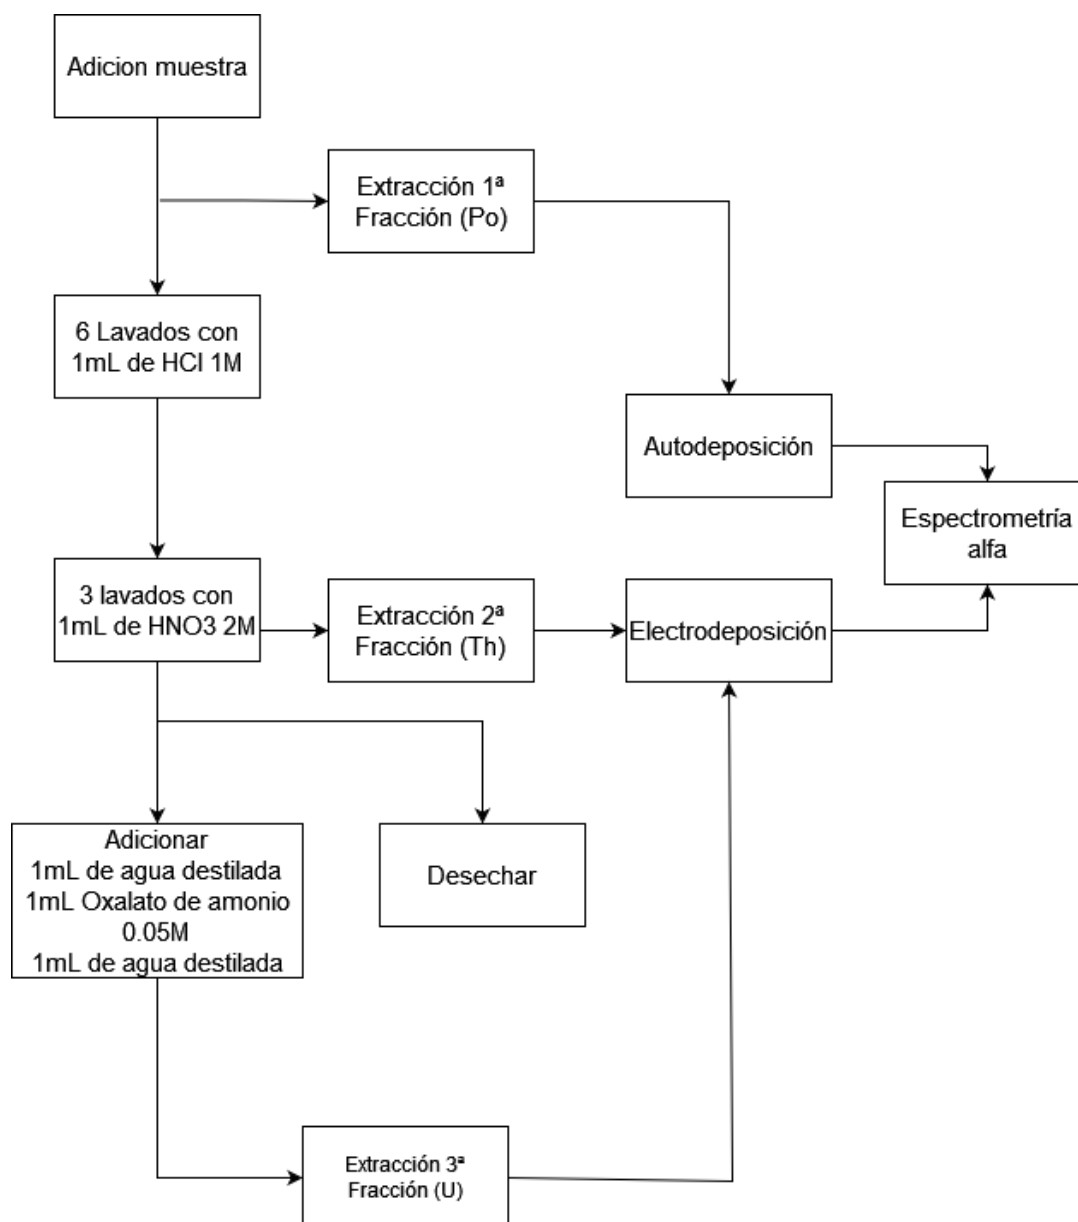 Adicion muestra
Extracción 1ª
Fracción (Po)
6 Lavados con
1mL de HCl 1M
Autodeposición
Espectrometría
alfa
3 lavados con
1mL de HNO3 2M
Extracción 2ª
Fracción (Th)
Electrodeposición
Adicionar
1mL de agua destilada
1mL Oxalato de amonio
0.05M
1mL de agua destilada
Desechar
Extracción 3ª
Fracción (U)